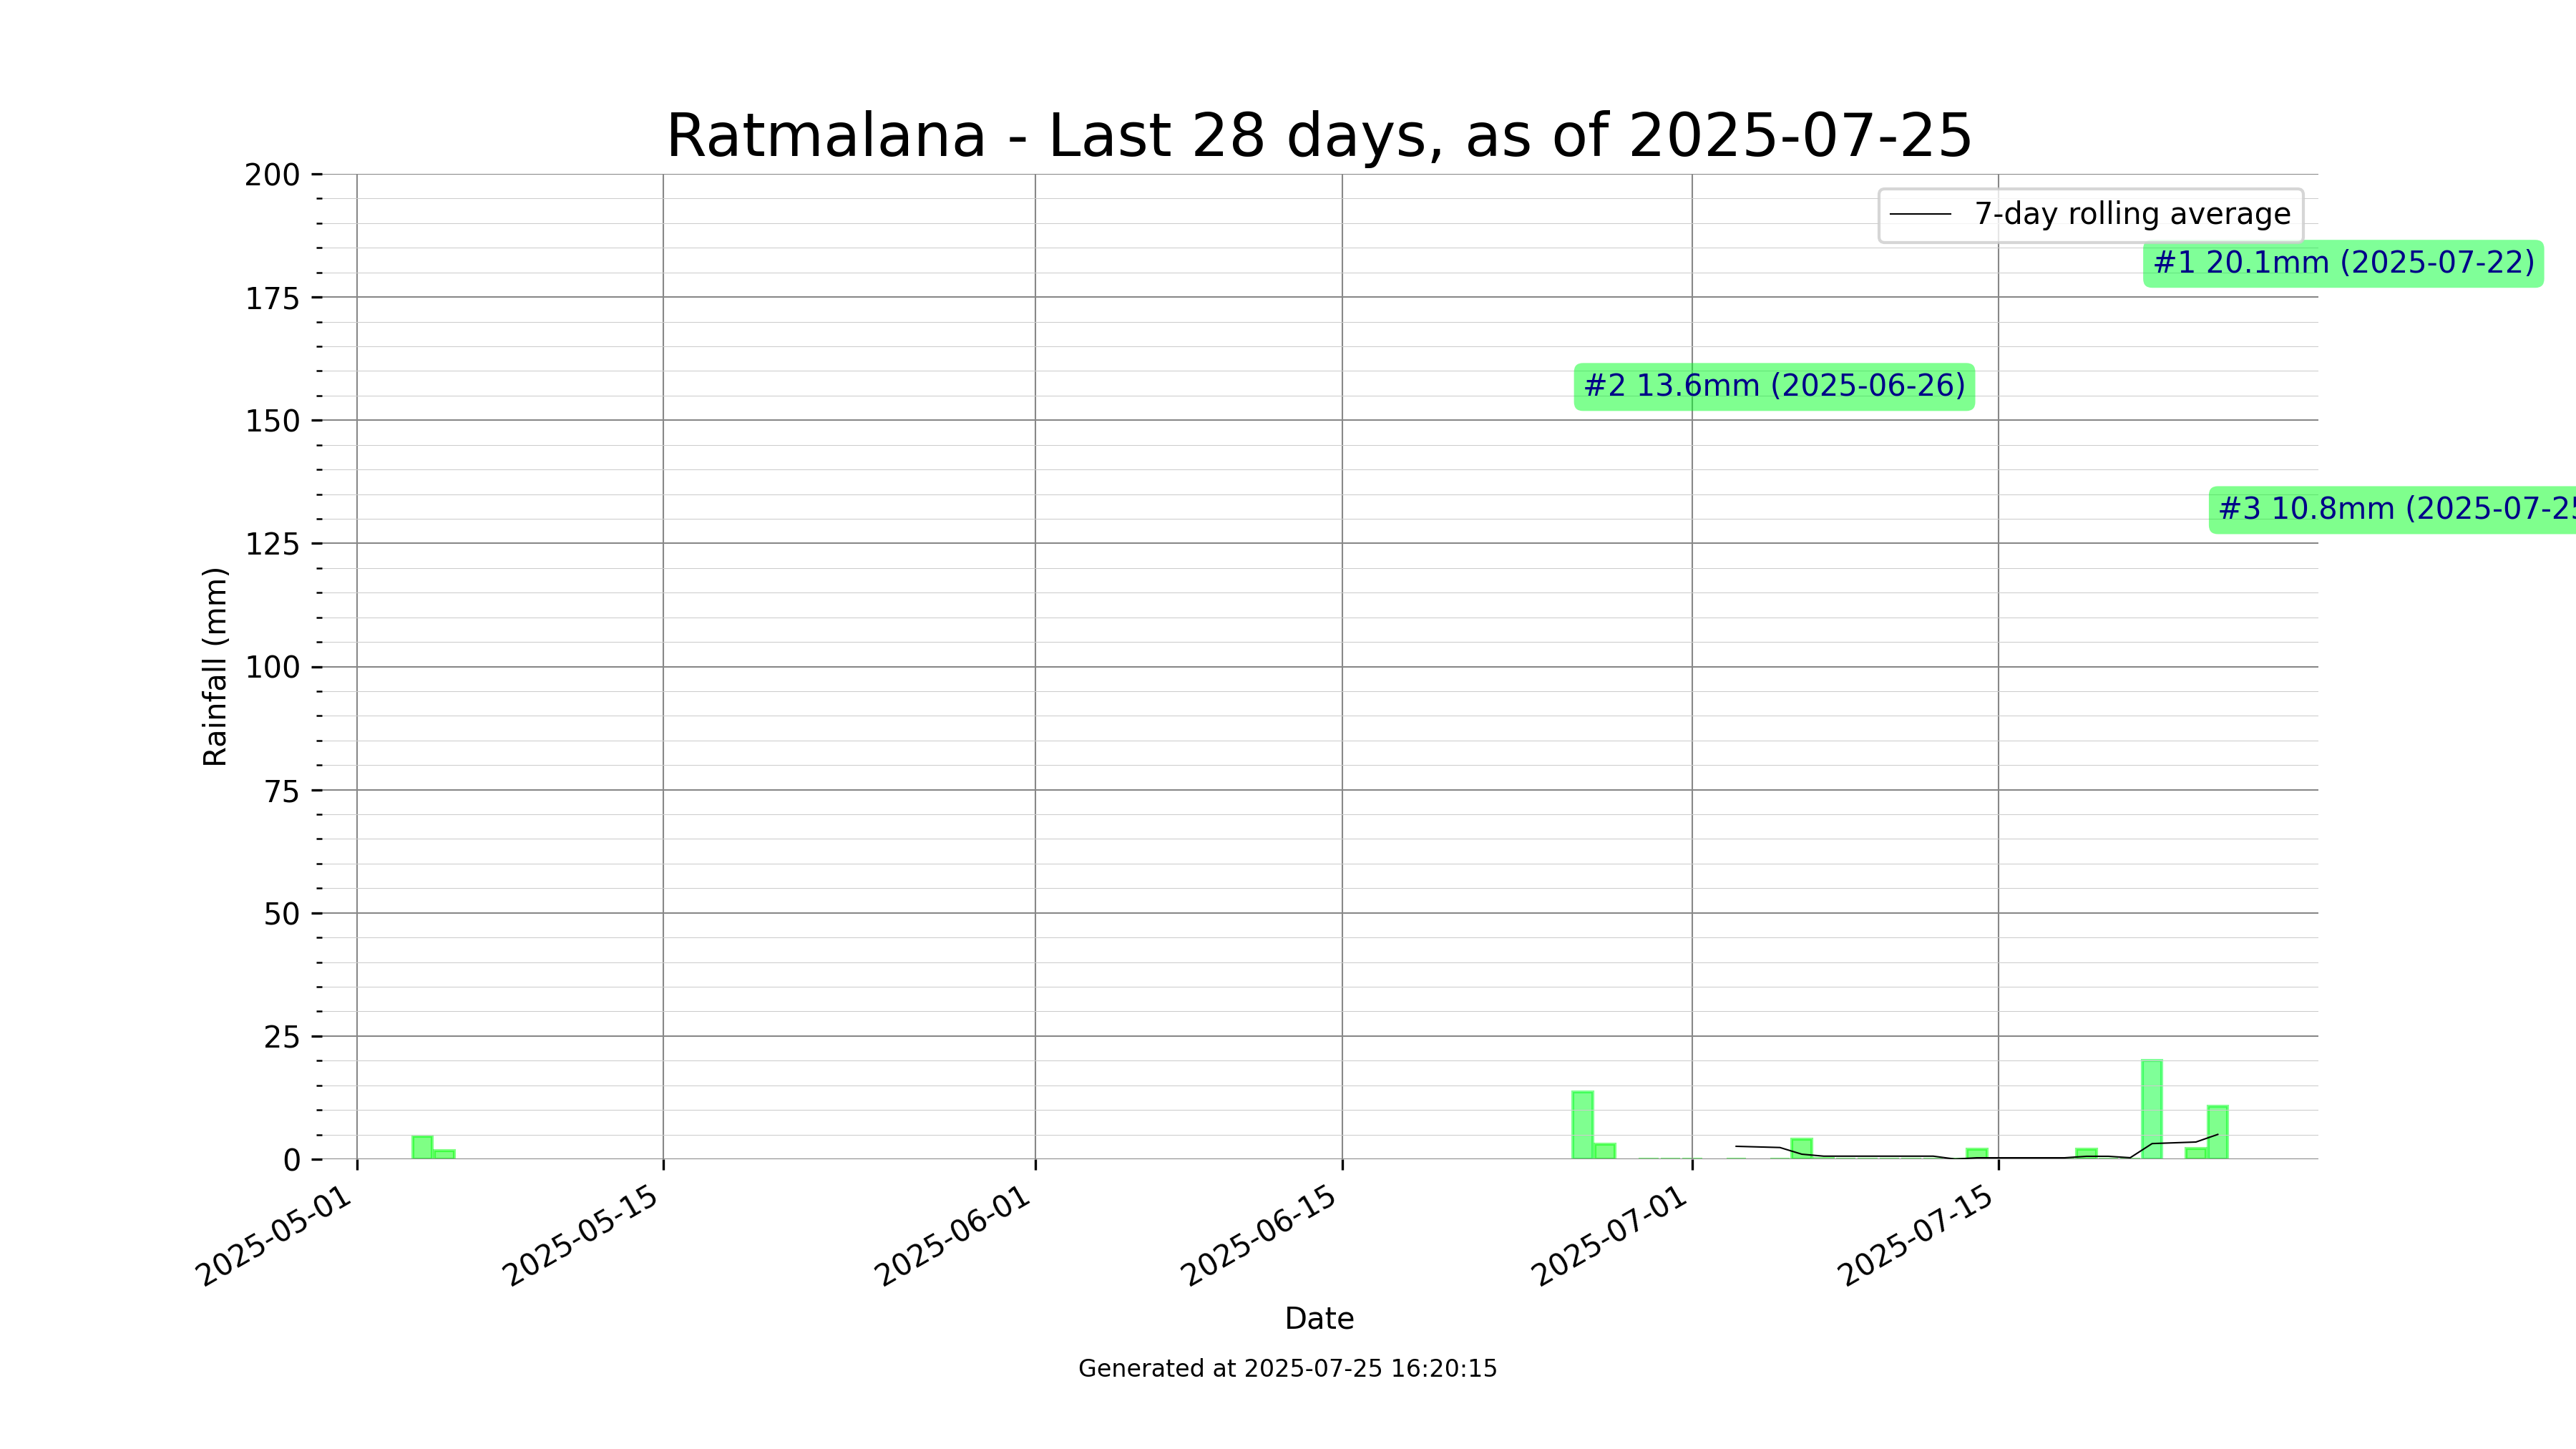 Ratmalana - Last 28 days, as of 2025-07-25
200
175
150
125
100
75
50
25
0
Rainfall (mm)
7-day rolling average
#1 20.1mm (2025-07-22)
#2 13.6mm (2025-06-26)
#3 10.8mm (2025-07-25
2025-05-01
2025-05-15
2025-06-01
2025-06-15
2025-07-01
2025-07-15
Date
Generated at 2025-07-25 16:20:15